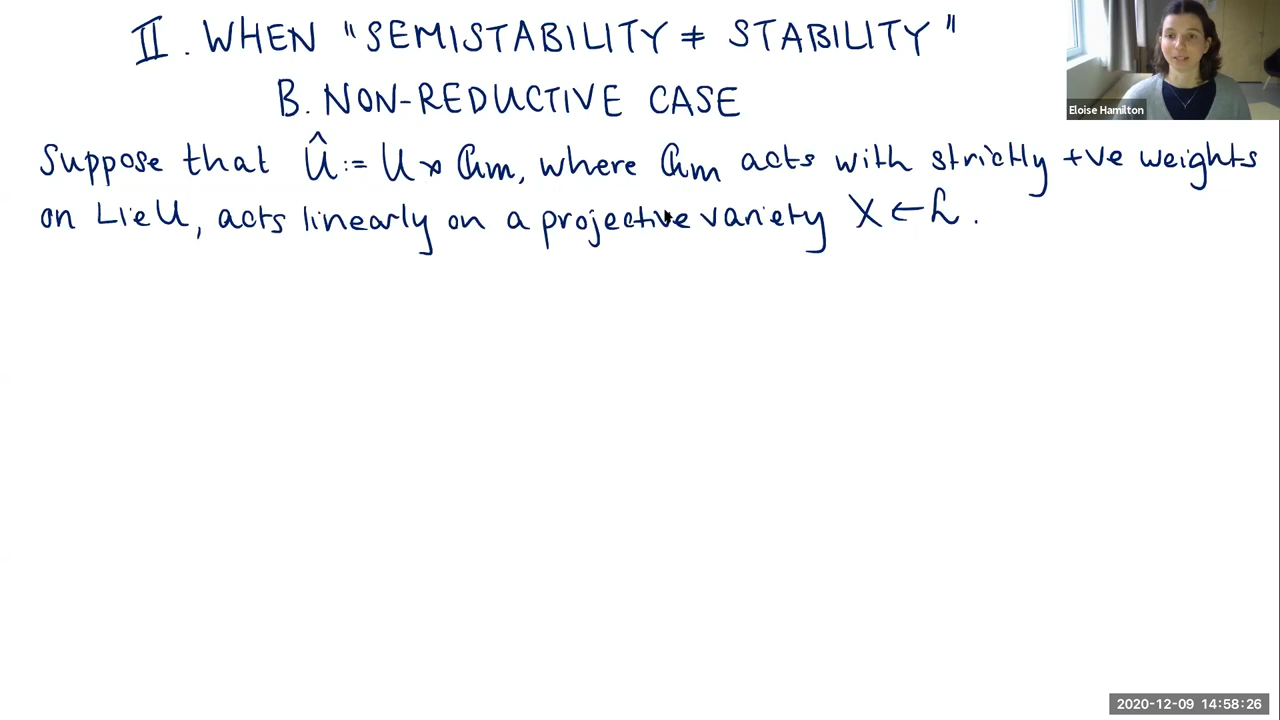 II. WHEN "SEMISTABILITY ≠ STABILITY"
B. NON-REDUCTIVE CASE
Suppose that Û := U ⋊ Gm, where Gm acts with strictly +ve weights
on Lie U, acts linearly on a projective variety X ← L.
Eloise Hamilton
2020-12-09 14:58:26